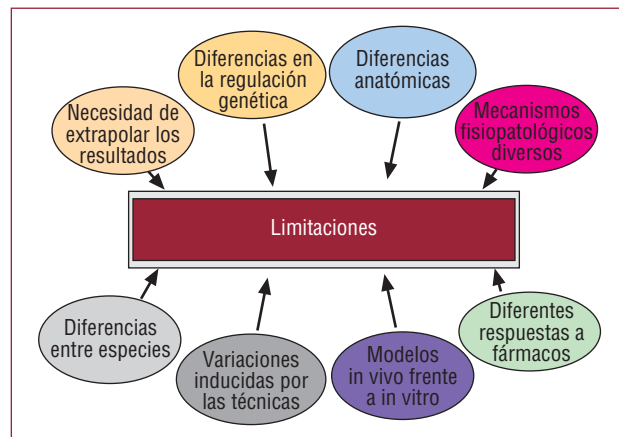 Necesidad de
extrapolar los
resultados
Diferencias en
la regulación
genética
Diferencias
anatómicas
Mecanismos
fisiopatológicos
diversos
Limitaciones
Diferencias
entre especies
Variaciones
inducidas por
las técnicas
Modelos
in vivo frente
a in vitro
Diferentes
respuestas a
fármacos